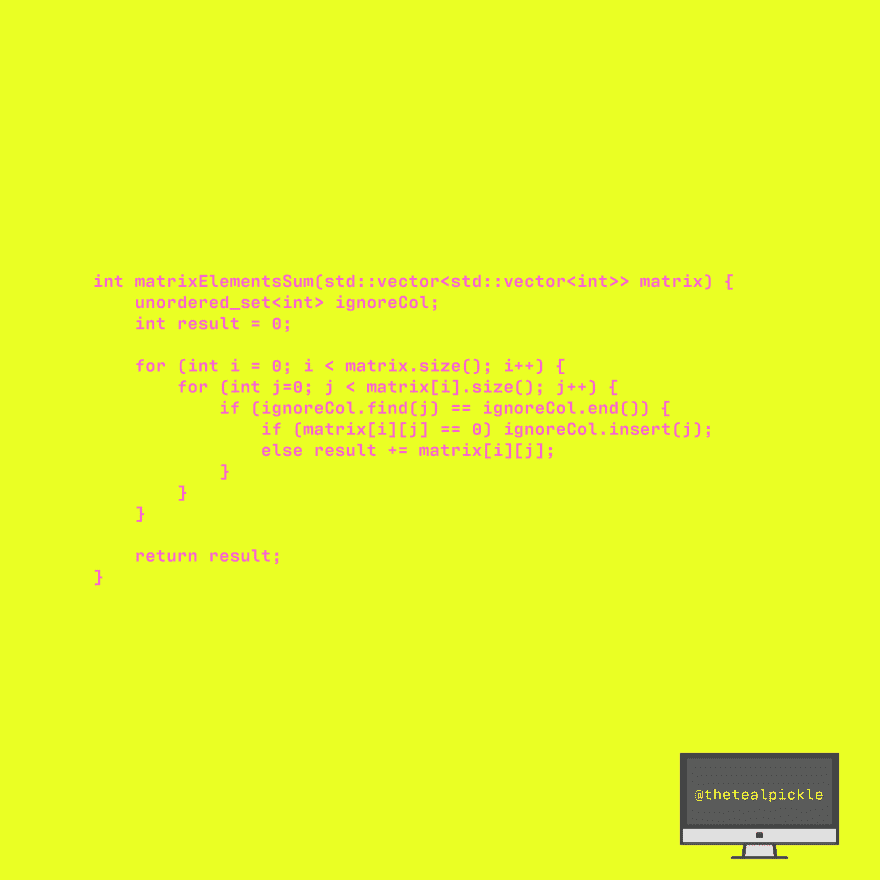 int matrixElementsSum(std::vector<std::vector<int>> matrix) {
    unordered_set<int> ignoreCol;
    int result = 0;

    for (int i = 0; i < matrix.size(); i++) {
        for (int j=0; j < matrix[i].size(); j++) {
            if (ignoreCol.find(j) == ignoreCol.end()) {
                if (matrix[i][j] == 0) ignoreCol.insert(j);
                else result += matrix[i][j];
            }
        }
    }

    return result;
}
@thetealpickle